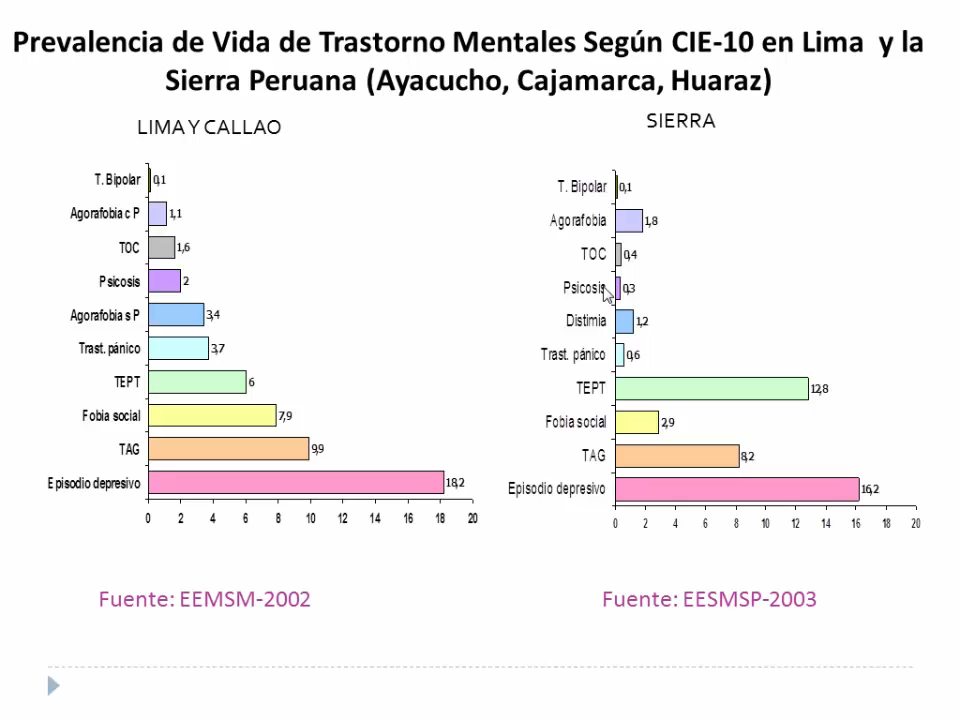 Prevalencia de Vida de Trastorno Mentales Según CIE-10 en Lima y la
Sierra Peruana (Ayacucho, Cajamarca, Huaraz)
LIMA Y CALLAO
T. Bipolar 0,1
Agorafobia c P 1,1
TOC 1,6
Psicosis 2
Agorafobia s P 3,4
Trast. pánico 3,7
TEPT 6
Fobia social 7,9
TAG 9,9
Episodio depresivo 18,2
0 2 4 6 8 10 12 14 16 18 20
Fuente: EEMSM-2002
SIERRA
T. Bipolar 0,1
Agorafobia 1,8
TOC 0,4
Psicosis 0,3
Distimia 1,2
Trast. pánico 0,6
TEPT 12,8
Fobia social 2,9
TAG 8,2
Episodio depresivo 16,2
0 2 4 6 8 10 12 14 16 18 20
Fuente: EESMSP-2003